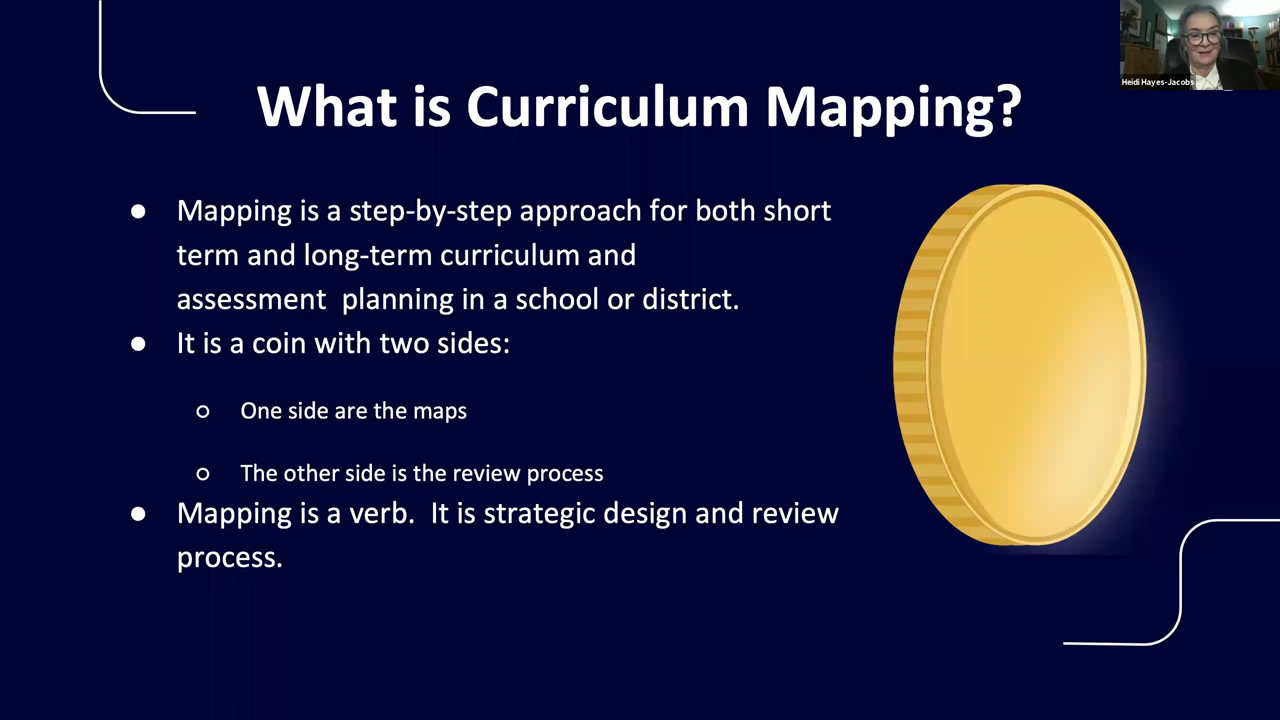 Heidi Hayes-Jacobs
What is Curriculum Mapping?
● Mapping is a step-by-step approach for both short
term and long-term curriculum and
assessment  planning in a school or district.
● It is a coin with two sides:
○ One side are the maps
○ The other side is the review process
● Mapping is a verb.  It is strategic design and review
process.